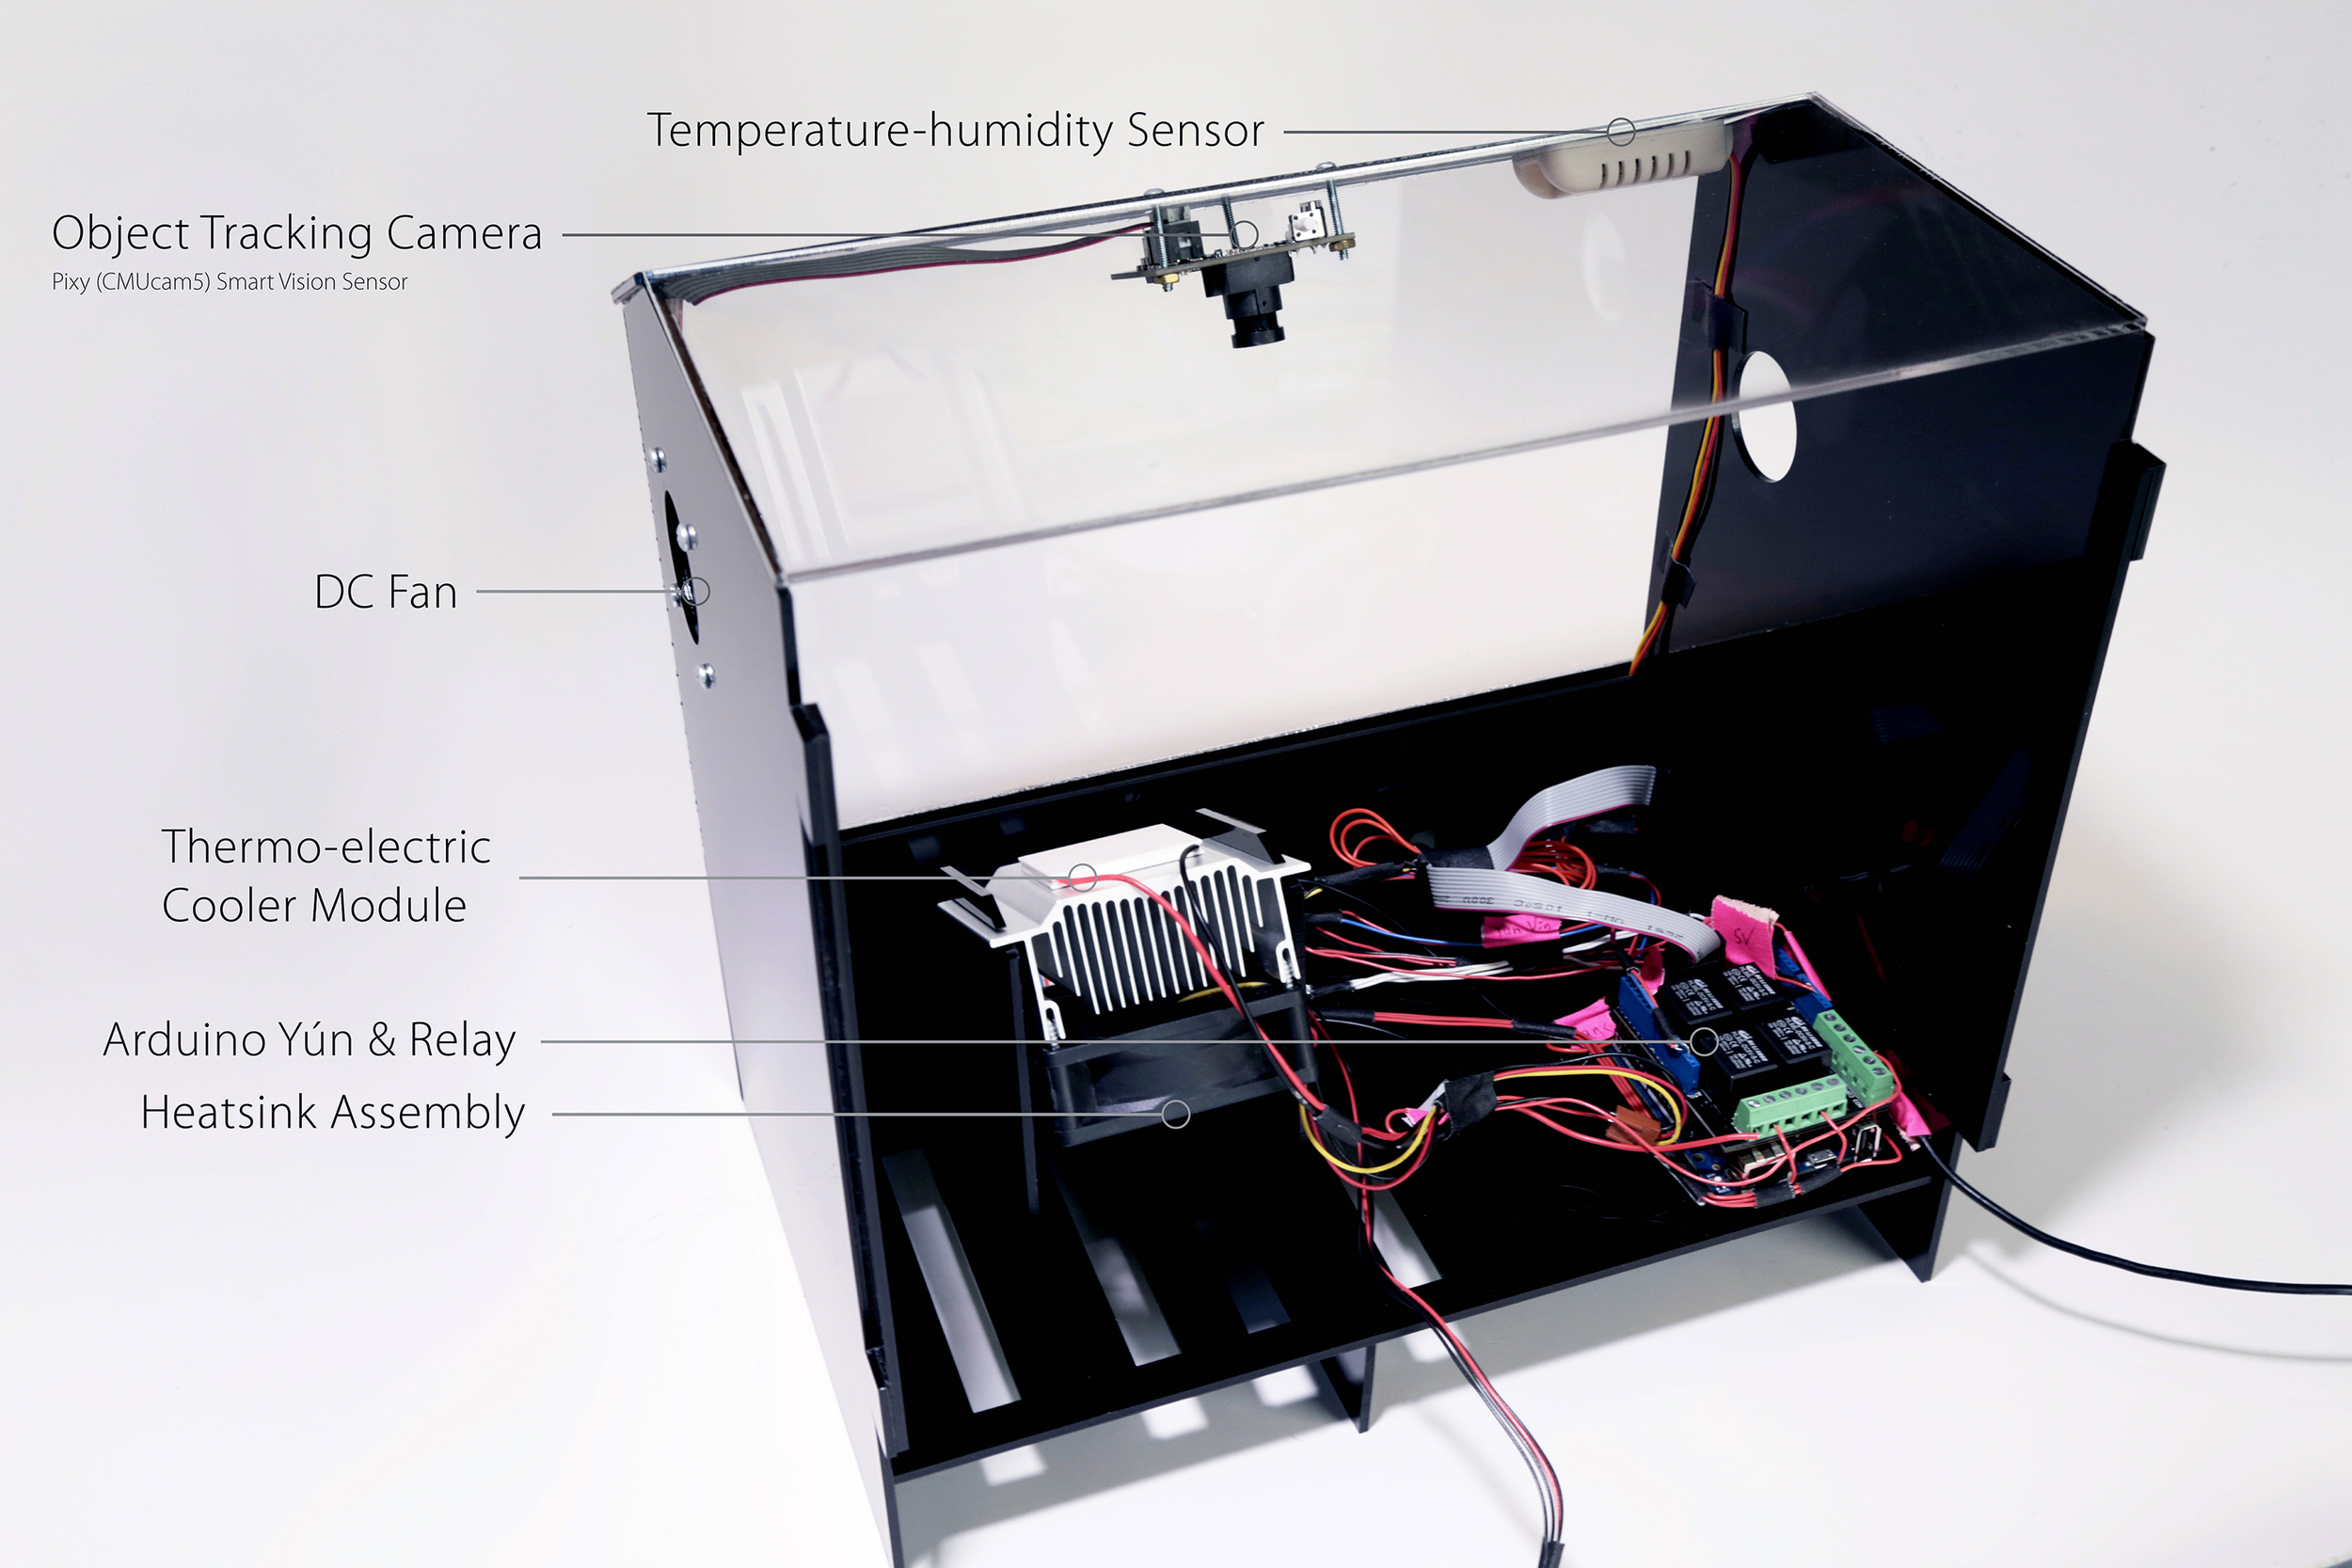 Temperature-humidity Sensor
Object Tracking Camera
Pixy (CMUcam5) Smart Vision Sensor
DC Fan
Thermo-electric
Cooler Module
Arduino Yún & Relay
Heatsink Assembly
5V